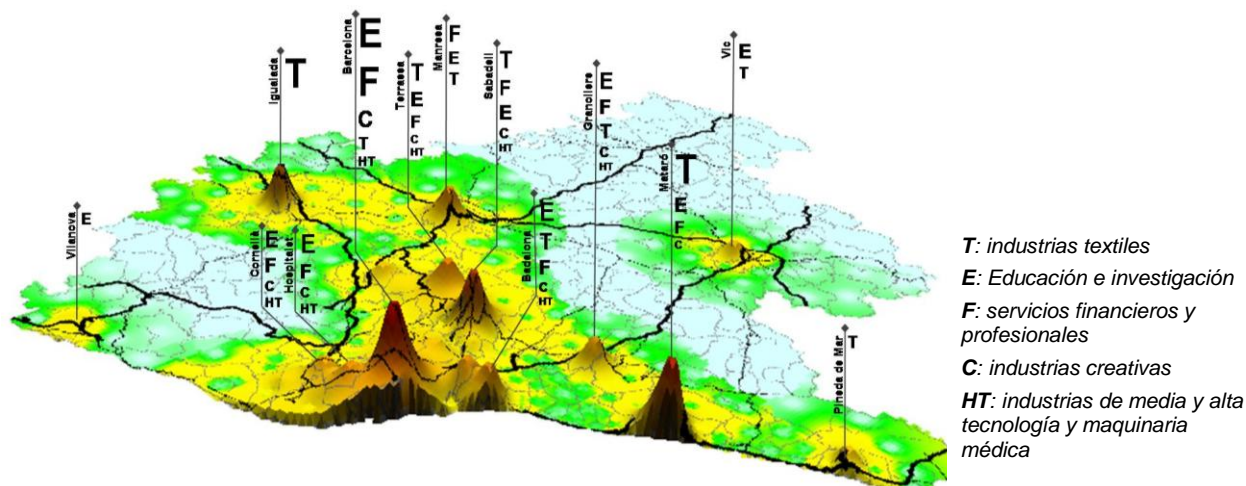 Igualada
T
Barcelona
E
F
C
T
HT
Terrassa
T
E
F
C
HT
Manresa
F
E
T
Sabadell
T
F
E
C
HT
Granollers
E
F
T
C
HT
Vic
E
T
Mataró
T
E
F
C
Vilanova
E
Cornella
E
F
C
HT
Hospitalet
E
F
C
HT
Badalona
E
T
F
C
HT
Pineda de Mar
T
T: industrias textiles
E: Educación e investigación
F: servicios financieros y
profesionales
C: industrias creativas
HT: industrias de media y alta
tecnología y maquinaria
médica